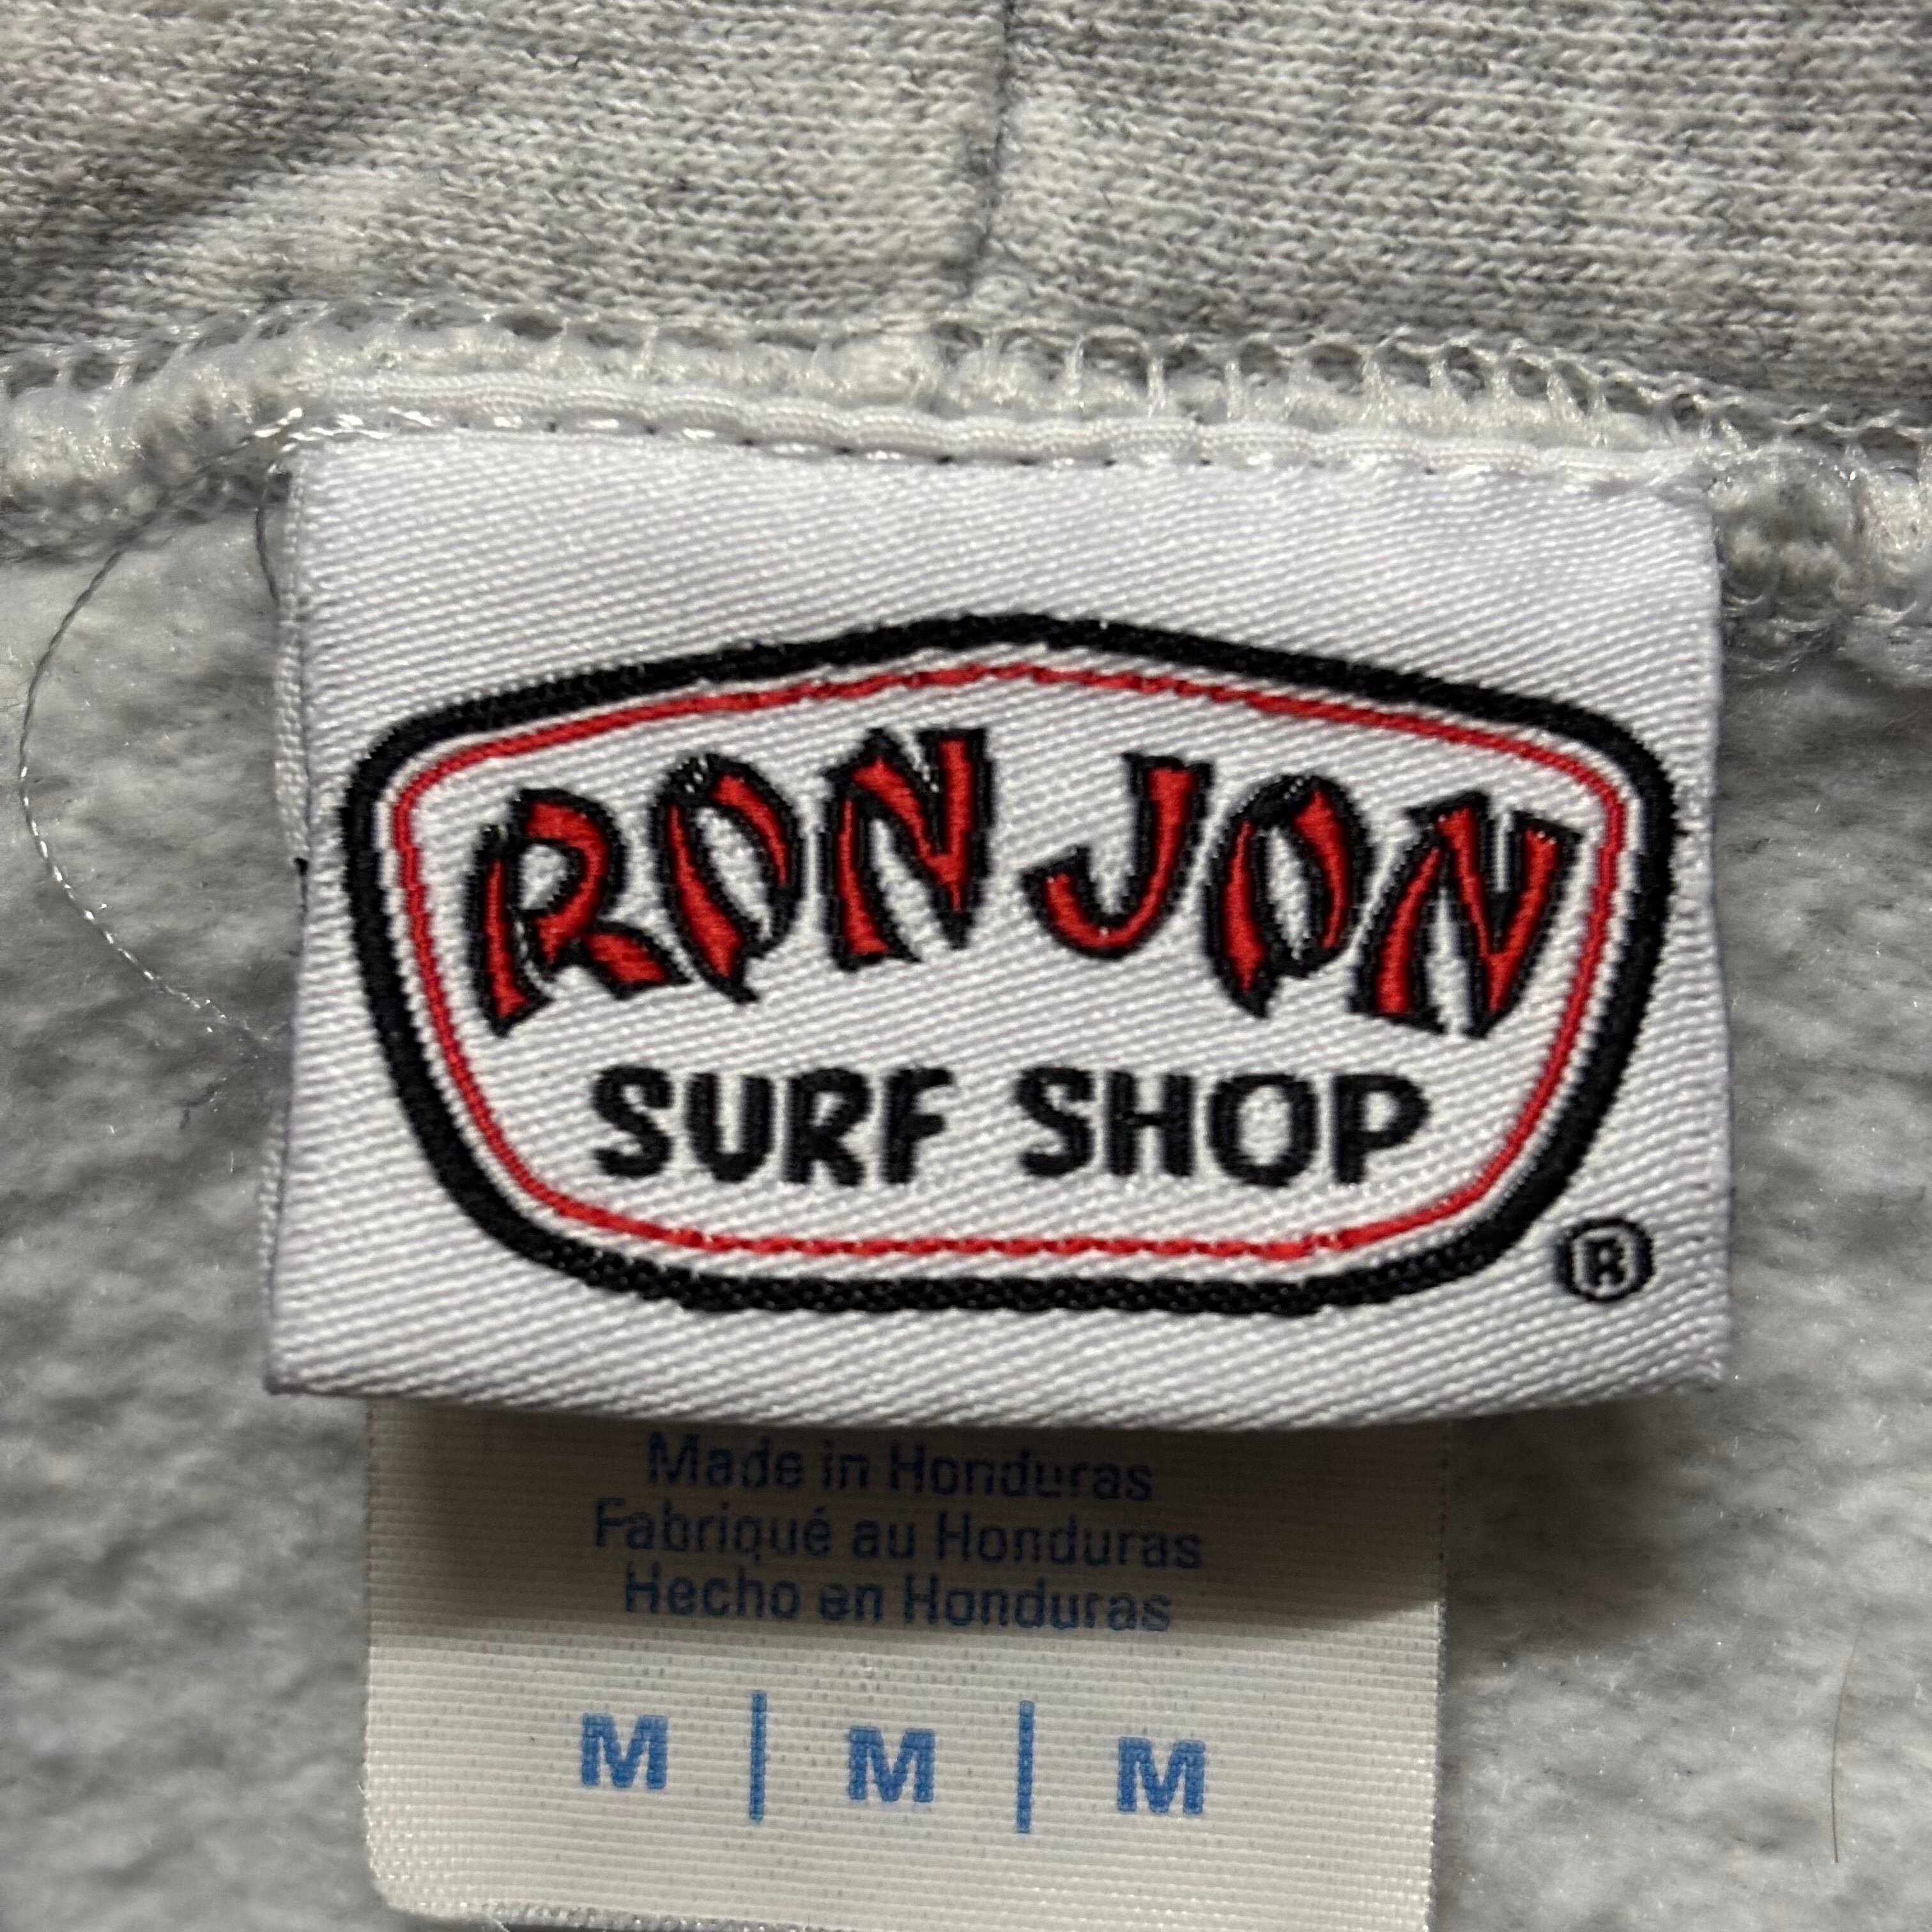 RON JON
SURF SHOP
®
Made in Honduras
Fabriqué au Honduras
Hecho en Honduras
M | M | M